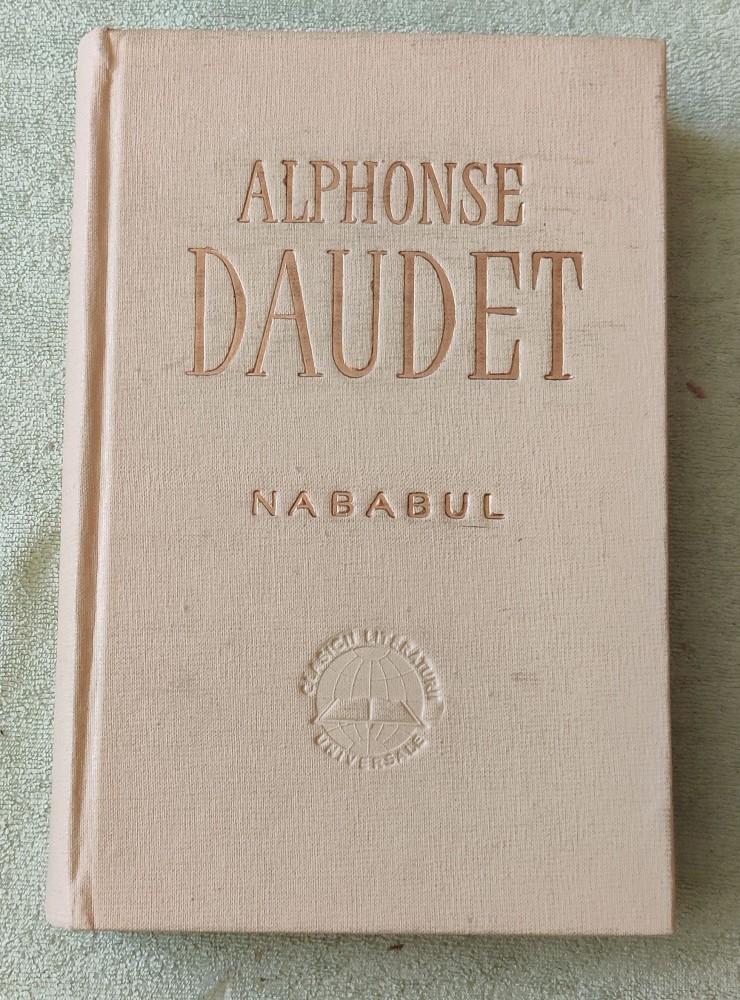 ALPHONSE
DAUDET
NABABUL
CLASICII LITERATURII
UNIVERSALE